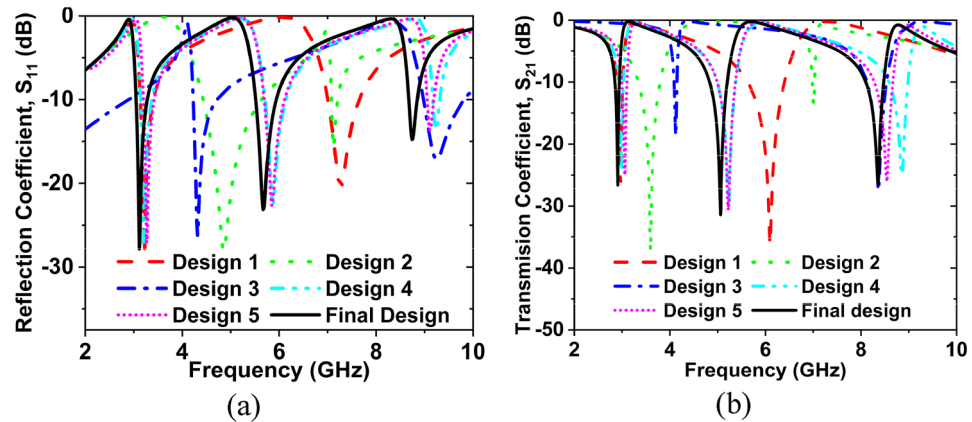 Reflection Coefficient, S11 (dB)
0
-10
-20
-30
2
4
6
8
10
Frequency (GHz)
Design 1
Design 2
Design 3
Design 4
Design 5
Final Design
(a)
Transmision Coefficient, S21 (dB)
0
-10
-20
-30
-40
-50
2
4
6
8
10
Frequency (GHz)
Design 1
Design 2
Design 3
Design 4
Design 5
Final design
(b)